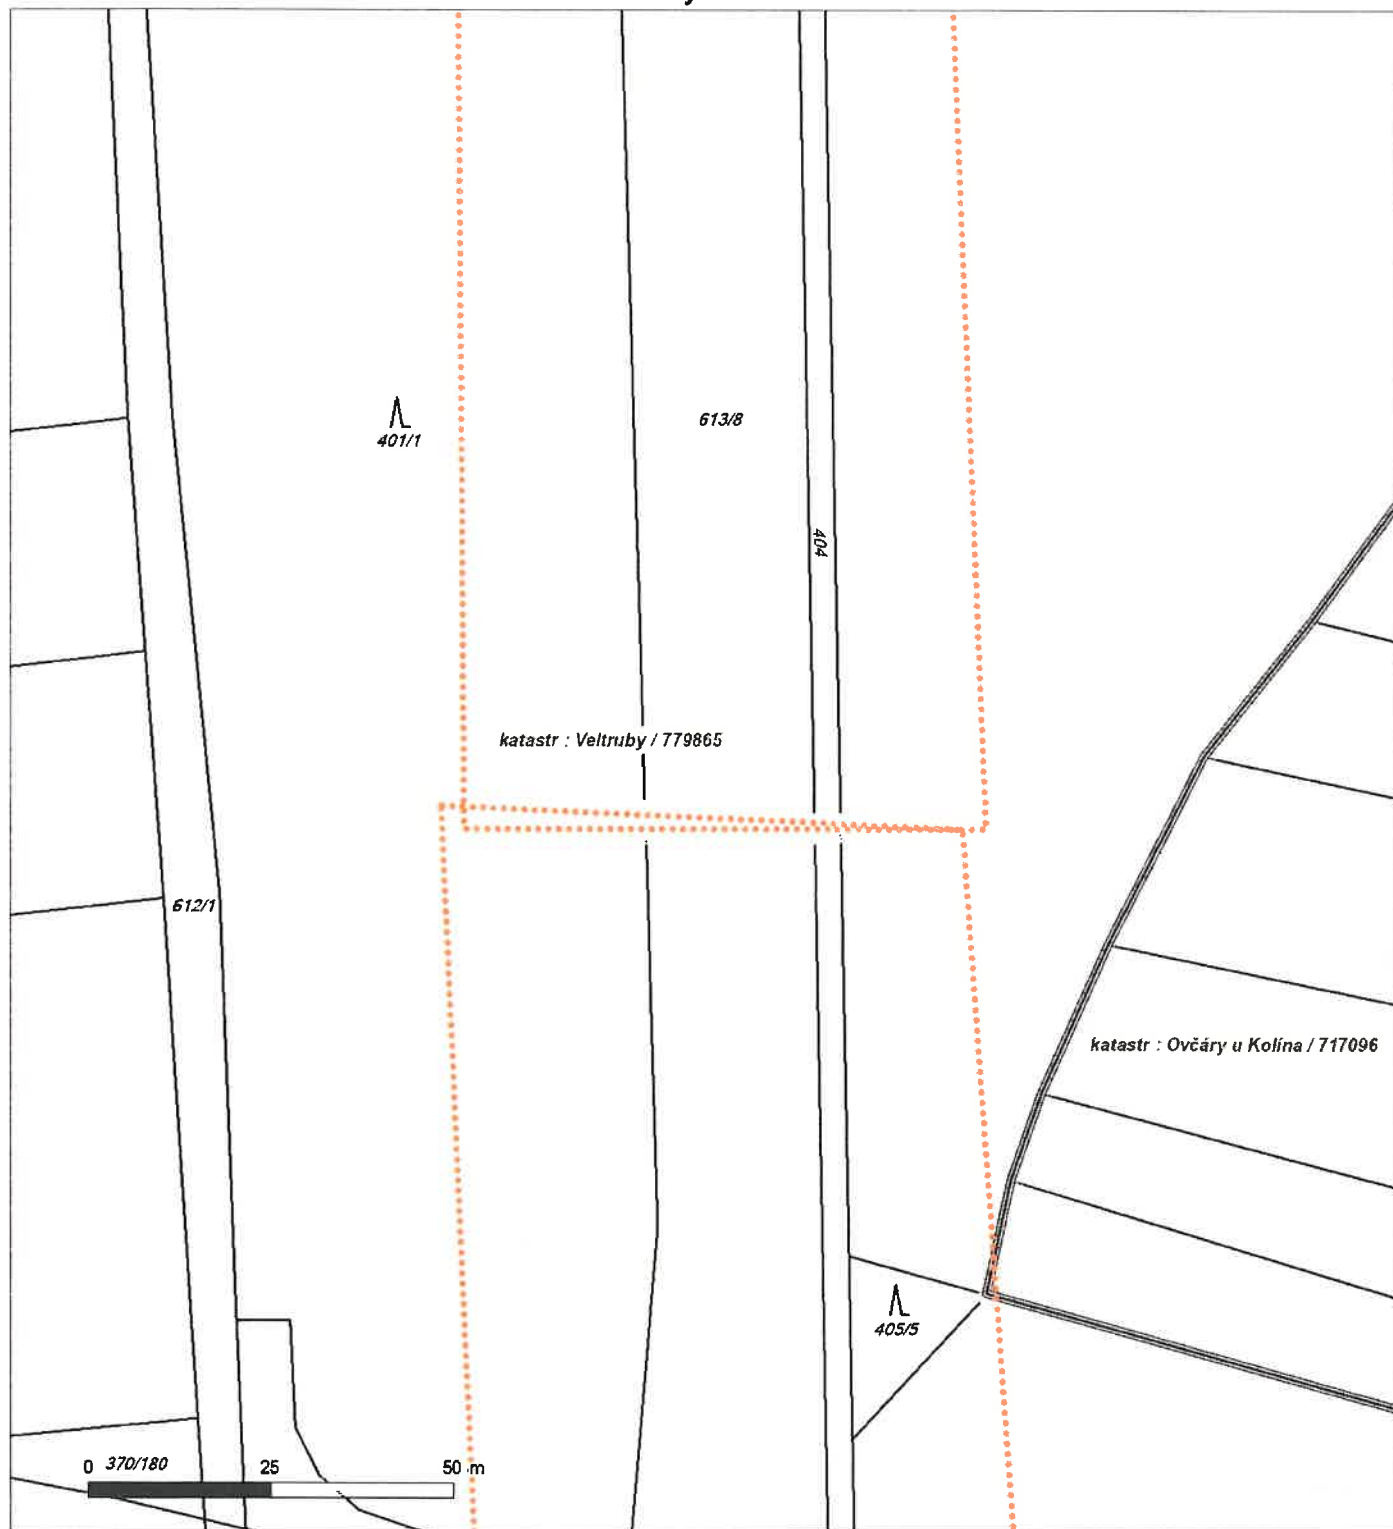 401/1
613/8
404
katastr : Veltruby / 779865
612/1
katastr : Ovčáry u Kolína / 717096
405/5
0 370/180 25 50 m